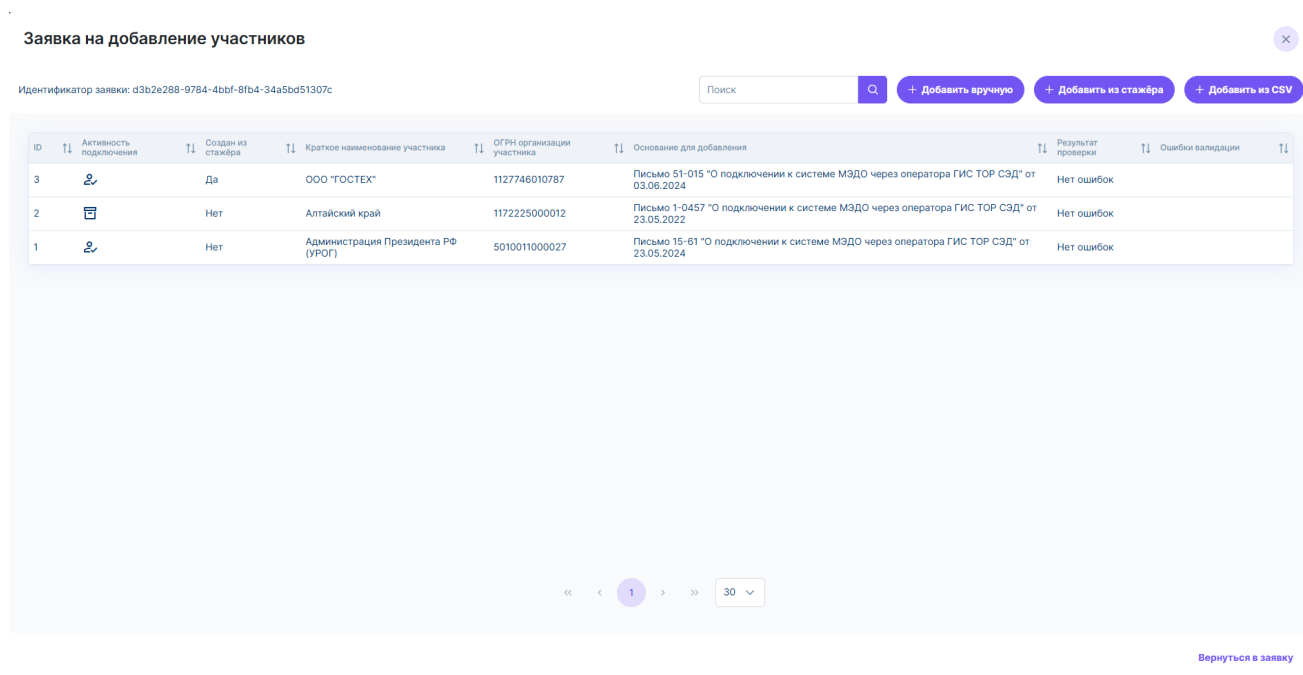 Заявка на добавление участников
Идентификатор заявки: d3b2e288-9784-4bbf-8fb4-34a5bd51307c
Поиск
+ Добавить вручную
+ Добавить из стажёра
+ Добавить из CSV
ID
Активность
подключения
Создан из
стажёра
Краткое наименование участника
ОГРН организации
участника
Основание для добавления
Результат
проверки
Ошибки валидации
3
Да
ООО "ГОСТЕХ"
1127746010787
Письмо 51-015 "О подключении к системе МЭДО через оператора ГИС ТОР СЭД" от
03.06.2024
Нет ошибок
2
Нет
Алтайский край
1172225000012
Письмо 1-0457 "О подключении к системе МЭДО через оператора ГИС ТОР СЭД" от
23.05.2022
Нет ошибок
1
Нет
Администрация Президента РФ
(УРОГ)
5010011000027
Письмо 15-61 "О подключении к системе МЭДО через оператора ГИС ТОР СЭД" от
23.05.2024
Нет ошибок
« ‹ 1 › » 30
Вернуться в заявку